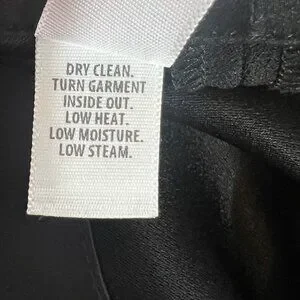 DRY CLEAN.
TURN GARMENT
INSIDE OUT.
LOW HEAT.
LOW MOISTURE.
LOW STEAM.